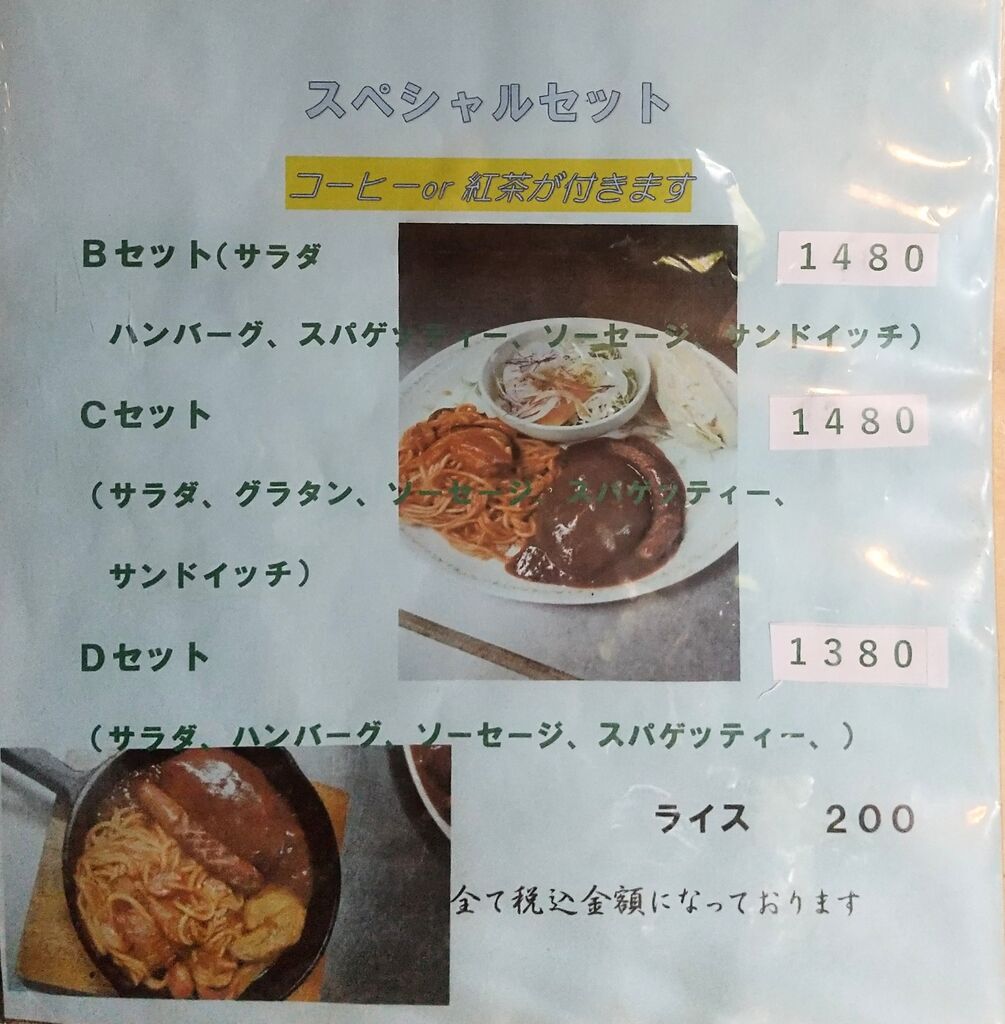 スペシャルセット
コーヒーor 紅茶が付きます
Bセット(サラダ 1480
ハンバーグ、スパゲッティー、ソーセージ、サンドイッチ)
Cセット 1480
(サラダ、グラタン、ソーセージ、スパゲッティー、
サンドイッチ)
Dセット 1380
(サラダ、ハンバーグ、ソーセージ、スパゲッティー、)
ライス 200
全て税込金額になっております